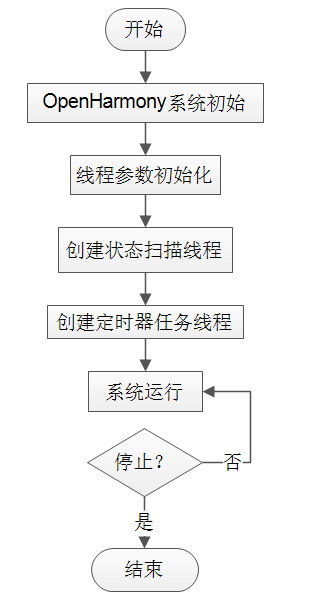 开始
OpenHarmony系统初始
线程参数初始化
创建状态扫描线程
创建定时器任务线程
系统运行
停止？
否
是
结束